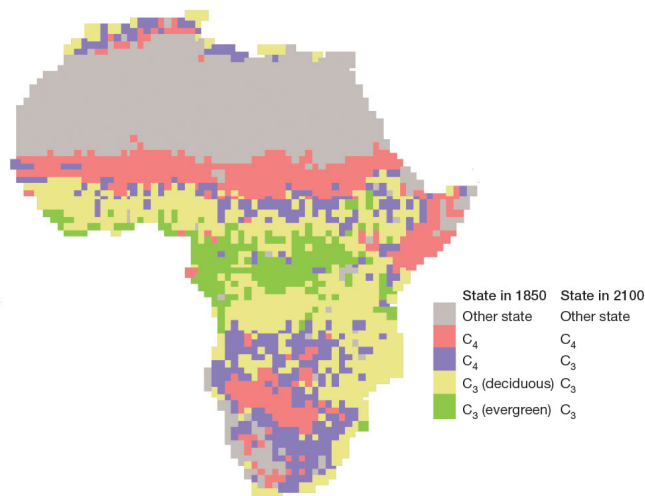 State in 1850 State in 2100
Other state Other state
C₄ C₄
C₄ C₃
C₃ (deciduous) C₃
C₃ (evergreen) C₃